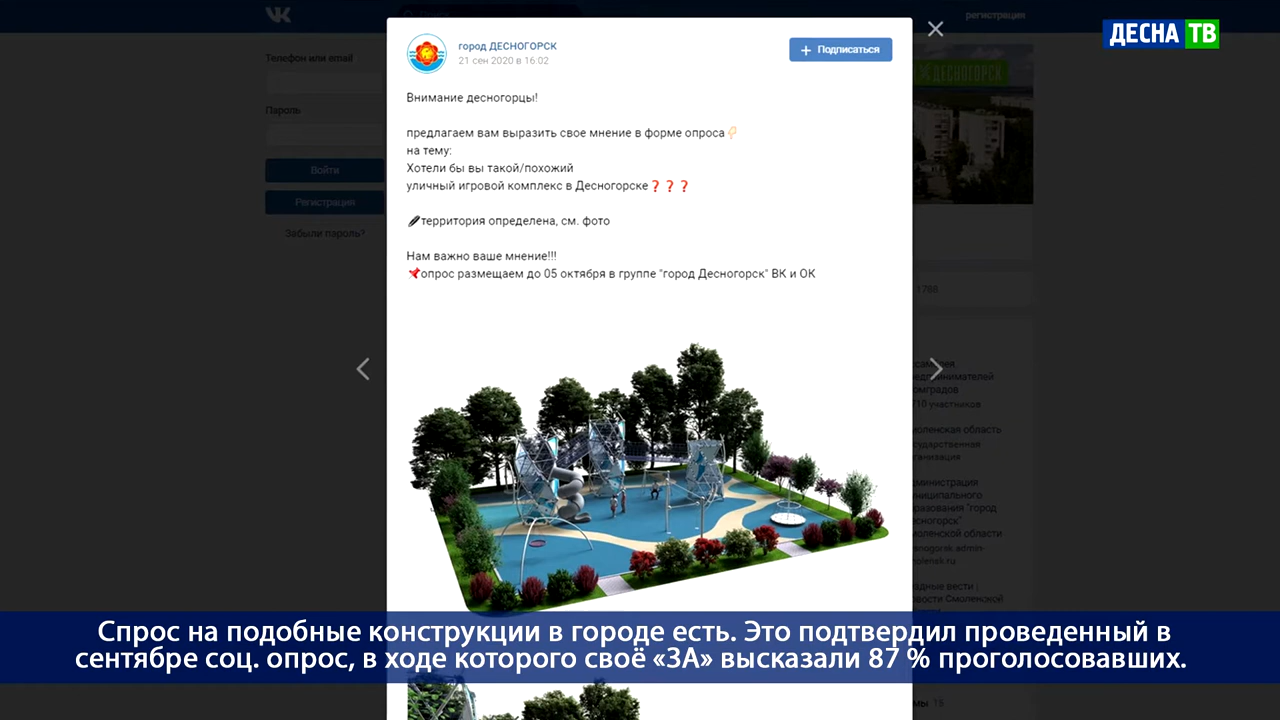 регистрация
ДЕСНА ТВ
город ДЕСНОГОРСК
21 сен 2020 в 16:02
Подписаться
Телефон или email
Пароль
Войти
Регистрация
Забыли пароль?
ДЕСНОГОРСК
Внимание десногорцы!
предлагаем вам выразить свое мнение в форме опроса👇
на тему:
Хотели бы вы такой/похожий
уличный игровой комплекс в Десногорске❓❓❓
🖋территория определена, см. фото
Нам важно ваше мнение!!!
📌опрос размещаем до 05 октября в группе "город Десногорск" ВК и ОК
1788
710 участников
Спрос на подобные конструкции в городе есть. Это подтвердил проведенный в
сентябре соц. опрос, в ходе которого своё «ЗА» высказали 87 % проголосовавших.